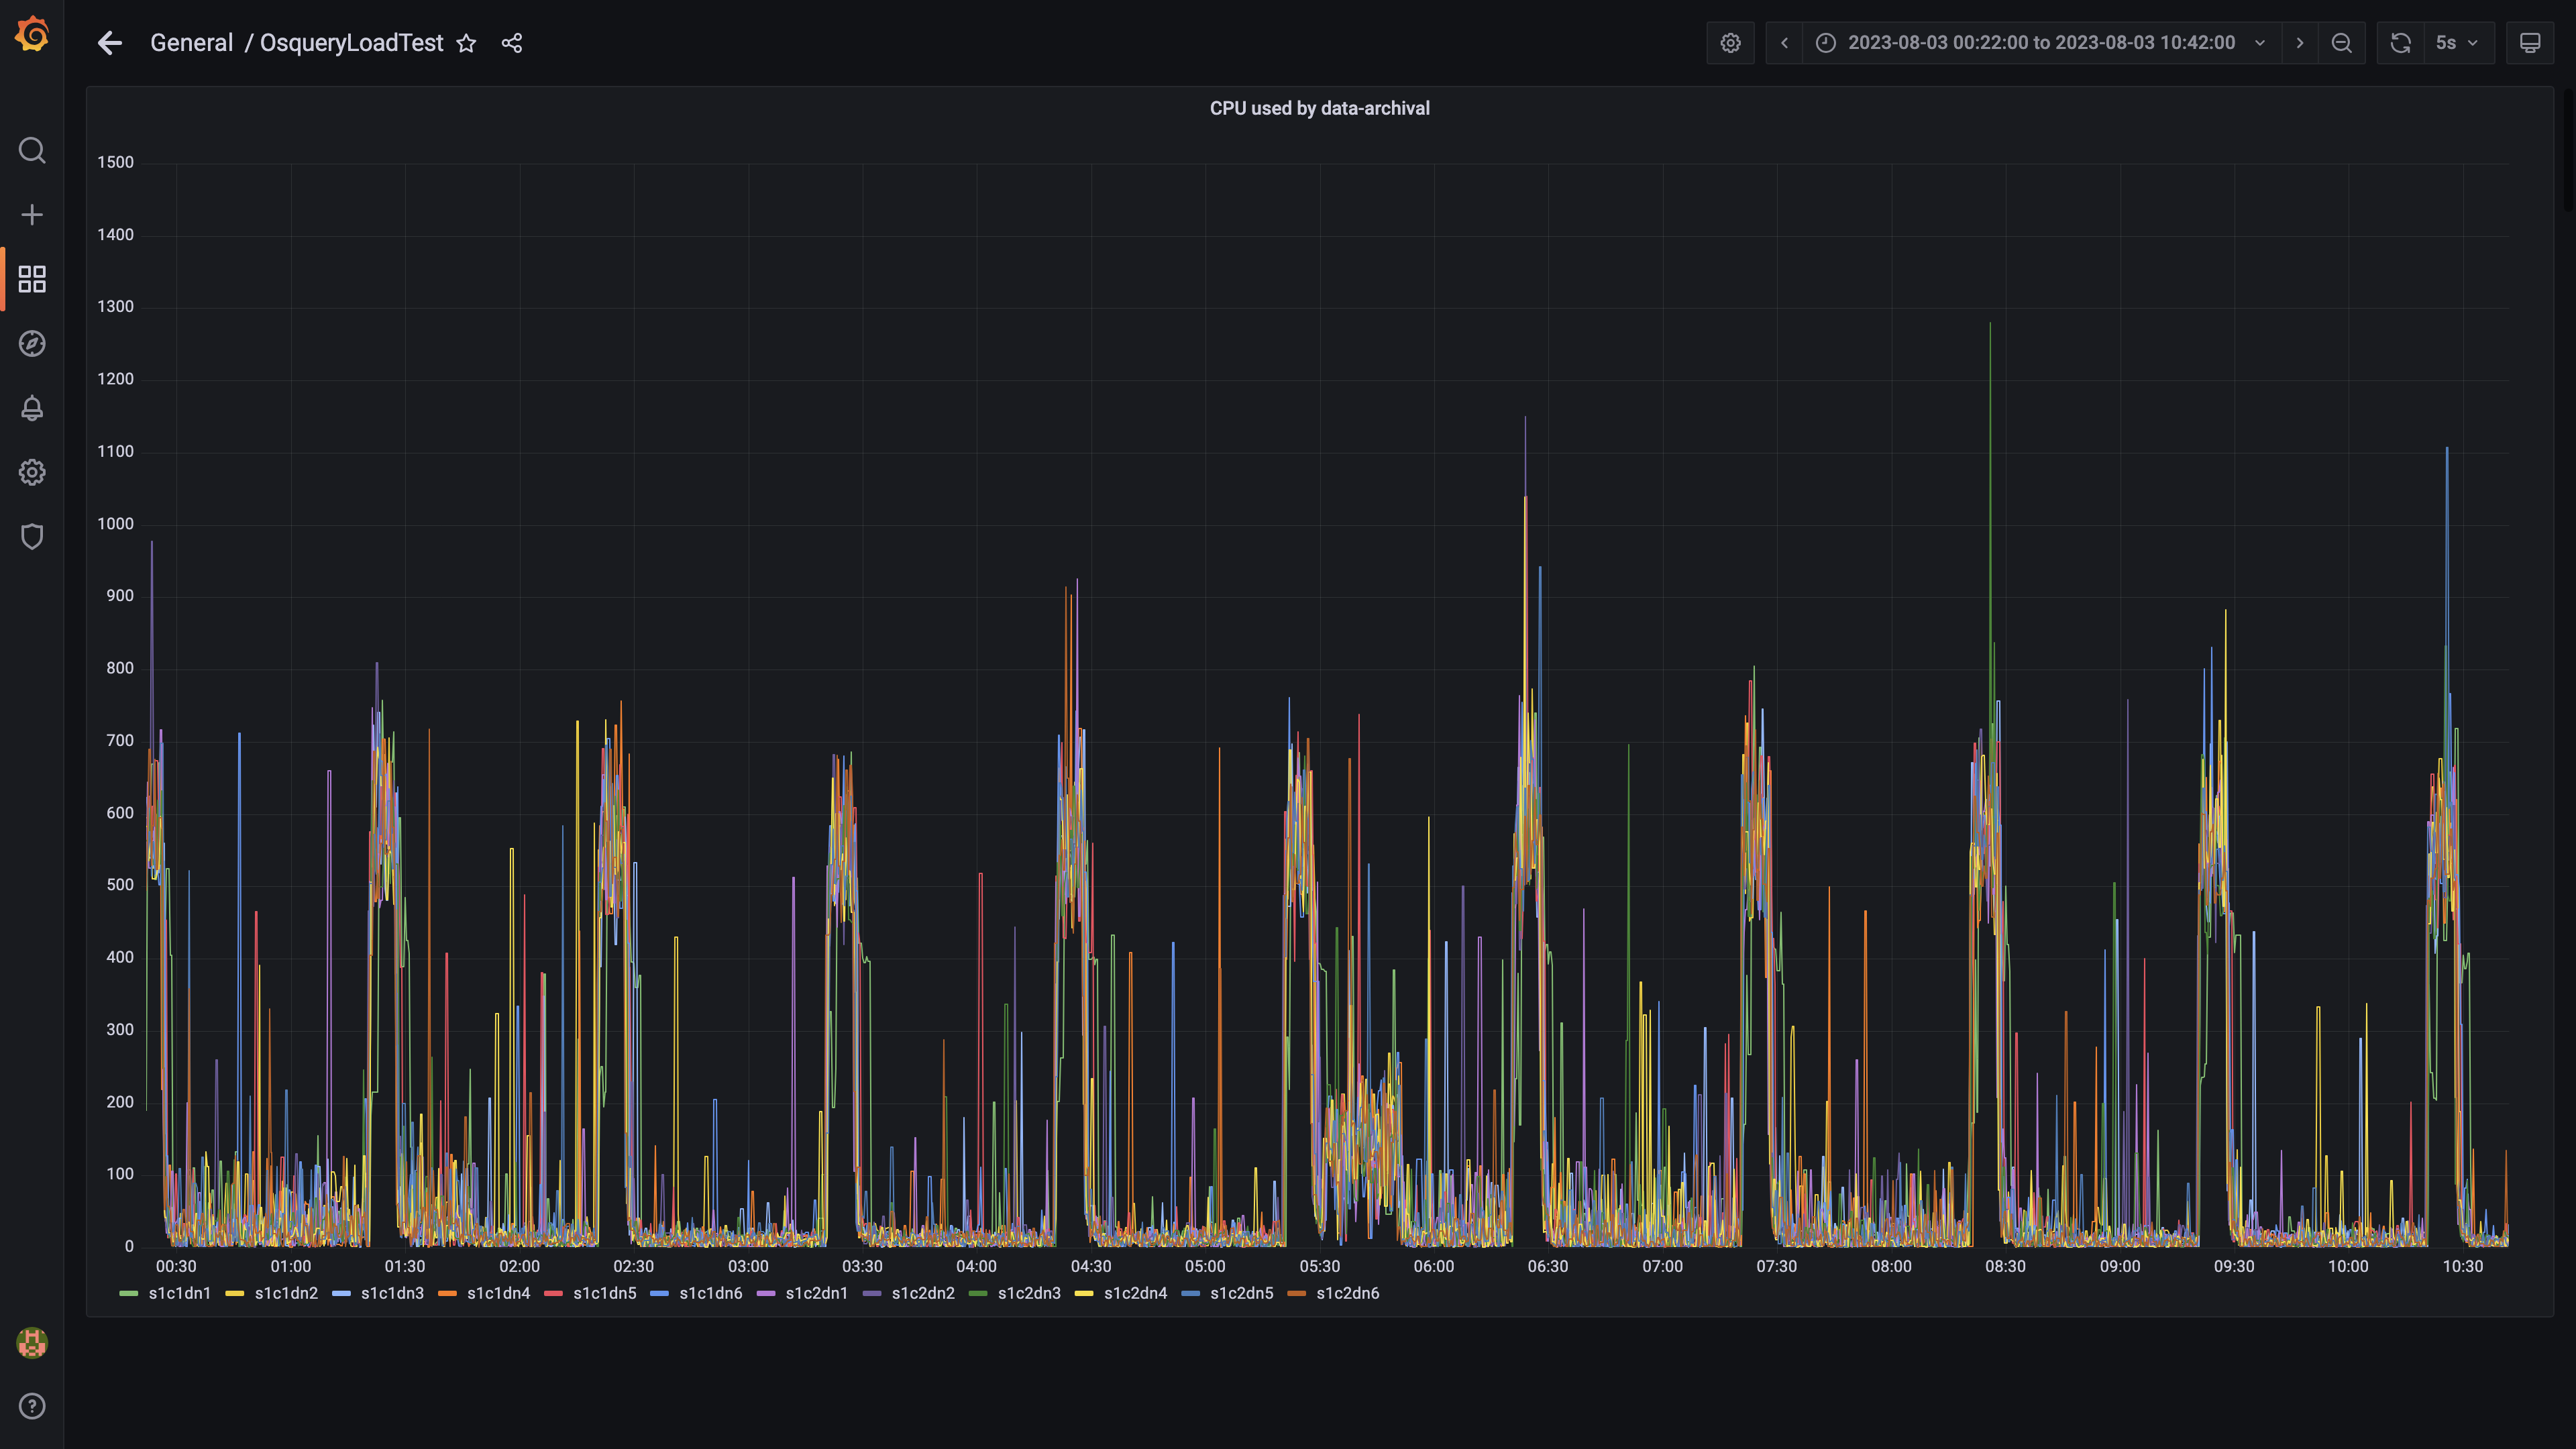 General / OsqueryLoadTest
2023-08-03 00:22:00 to 2023-08-03 10:42:00
5s
CPU used by data-archival
1500
1400
1300
1200
1100
1000
900
800
700
600
500
400
300
200
100
0
00:30 01:00 01:30 02:00 02:30 03:00 03:30 04:00 04:30 05:00 05:30 06:00 06:30 07:00 07:30 08:00 08:30 09:00 09:30 10:00 10:30
s1c1dn1 s1c1dn2 s1c1dn3 s1c1dn4 s1c1dn5 s1c1dn6 s1c2dn1 s1c2dn2 s1c2dn3 s1c2dn4 s1c2dn5 s1c2dn6